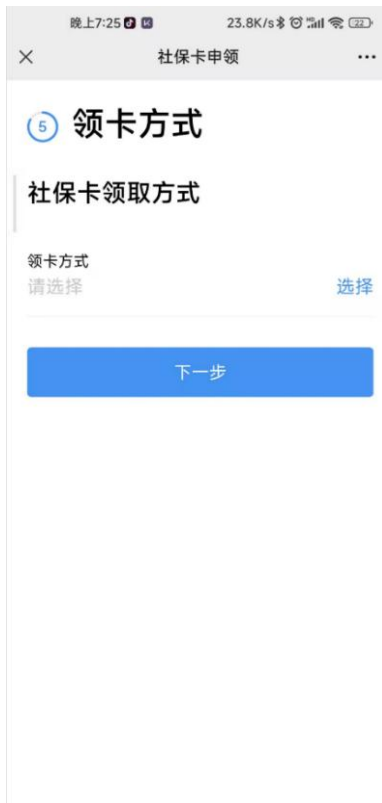 晚上7:25
23.8K/s
22
社保卡申领
5 领卡方式
社保卡领取方式
领卡方式
请选择 选择
下一步